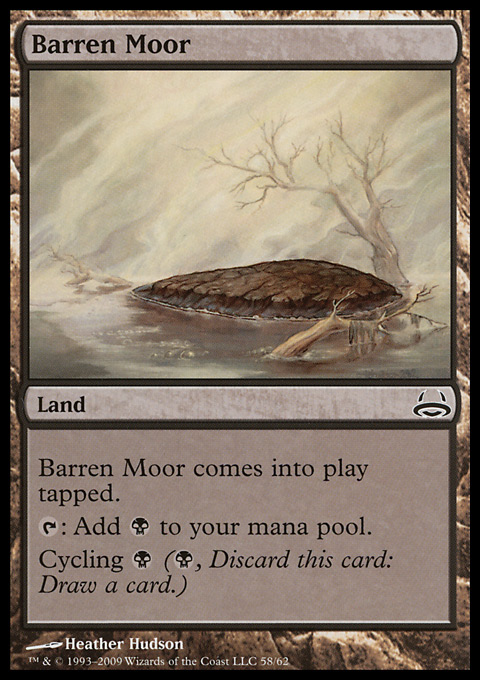 Barren Moor
Land
Barren Moor comes into play
tapped.
: Add to your mana pool.
Cycling (, Discard this card:
Draw a card.)
Heather Hudson
™ & © 1993–2009 Wizards of the Coast LLC 58/62